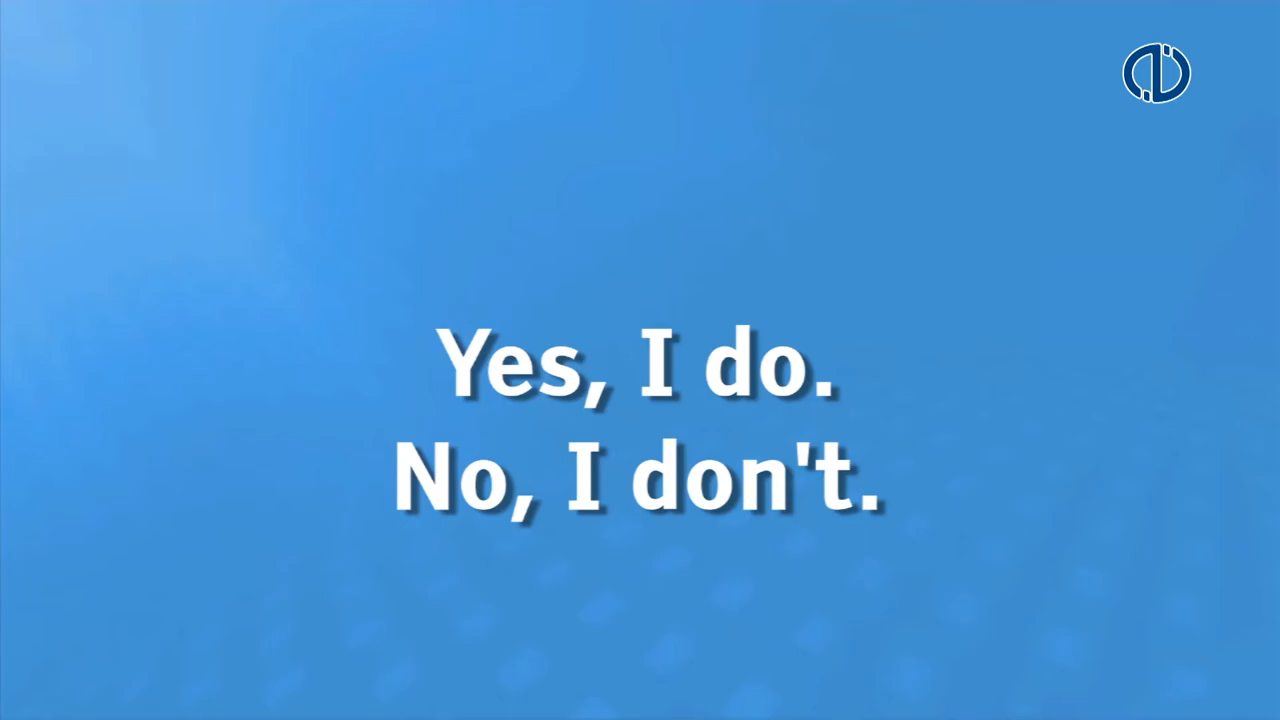 Yes, I do.
No, I don't.